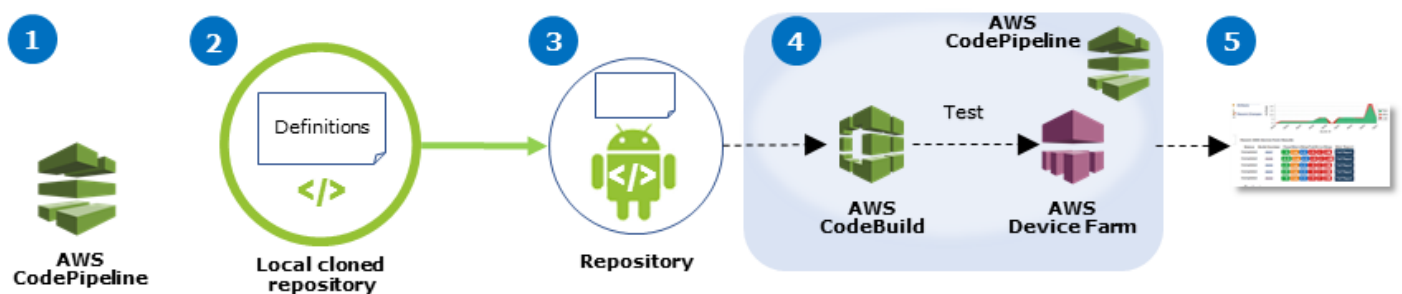 1
2
3
4
5
AWS
CodePipeline
Definitions
</>
Local cloned
repository
</>
Repository
AWS
CodePipeline
Test
AWS
CodeBuild
AWS
Device Farm